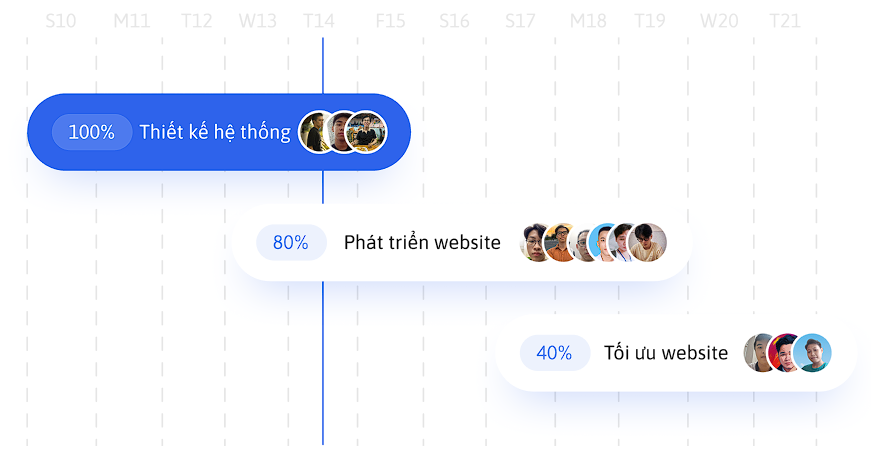 S10 M11 T12 W13 T14 F15 S16 S17 M18 T19 W20 T21
100% Thiết kế hệ thống
80% Phát triển website
40% Tối ưu website